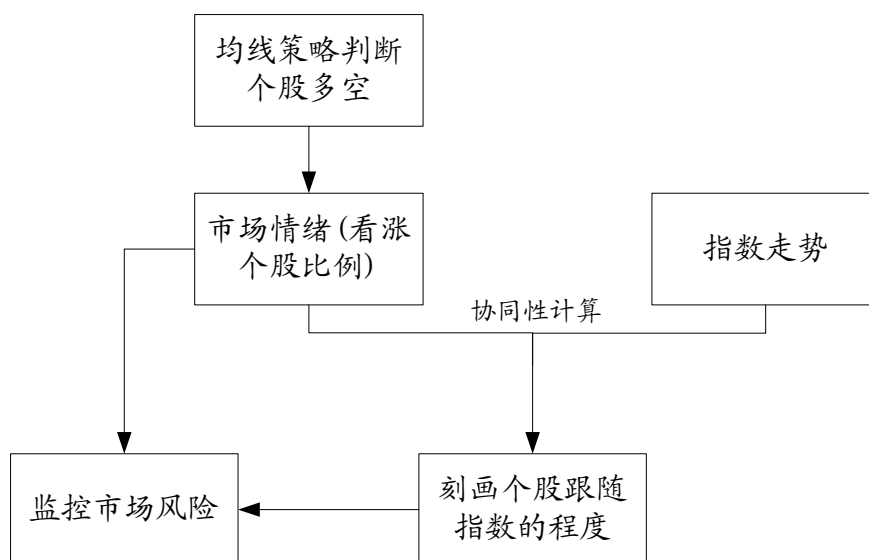 均线策略判断
个股多空
市场情绪(看涨
个股比例)
指数走势
协同性计算
监控市场风险
刻画个股跟随
指数的程度